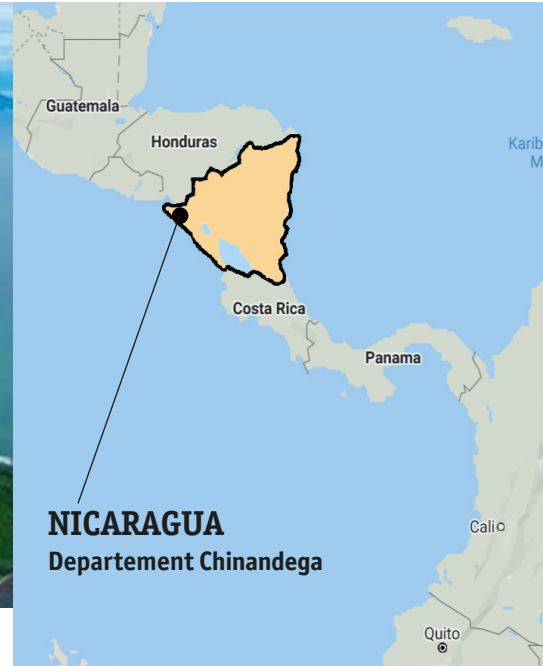 Guatemala
Honduras
Karib
M
Costa Rica
Panama
NICARAGUA
Departement Chinandega
Cali
Quito